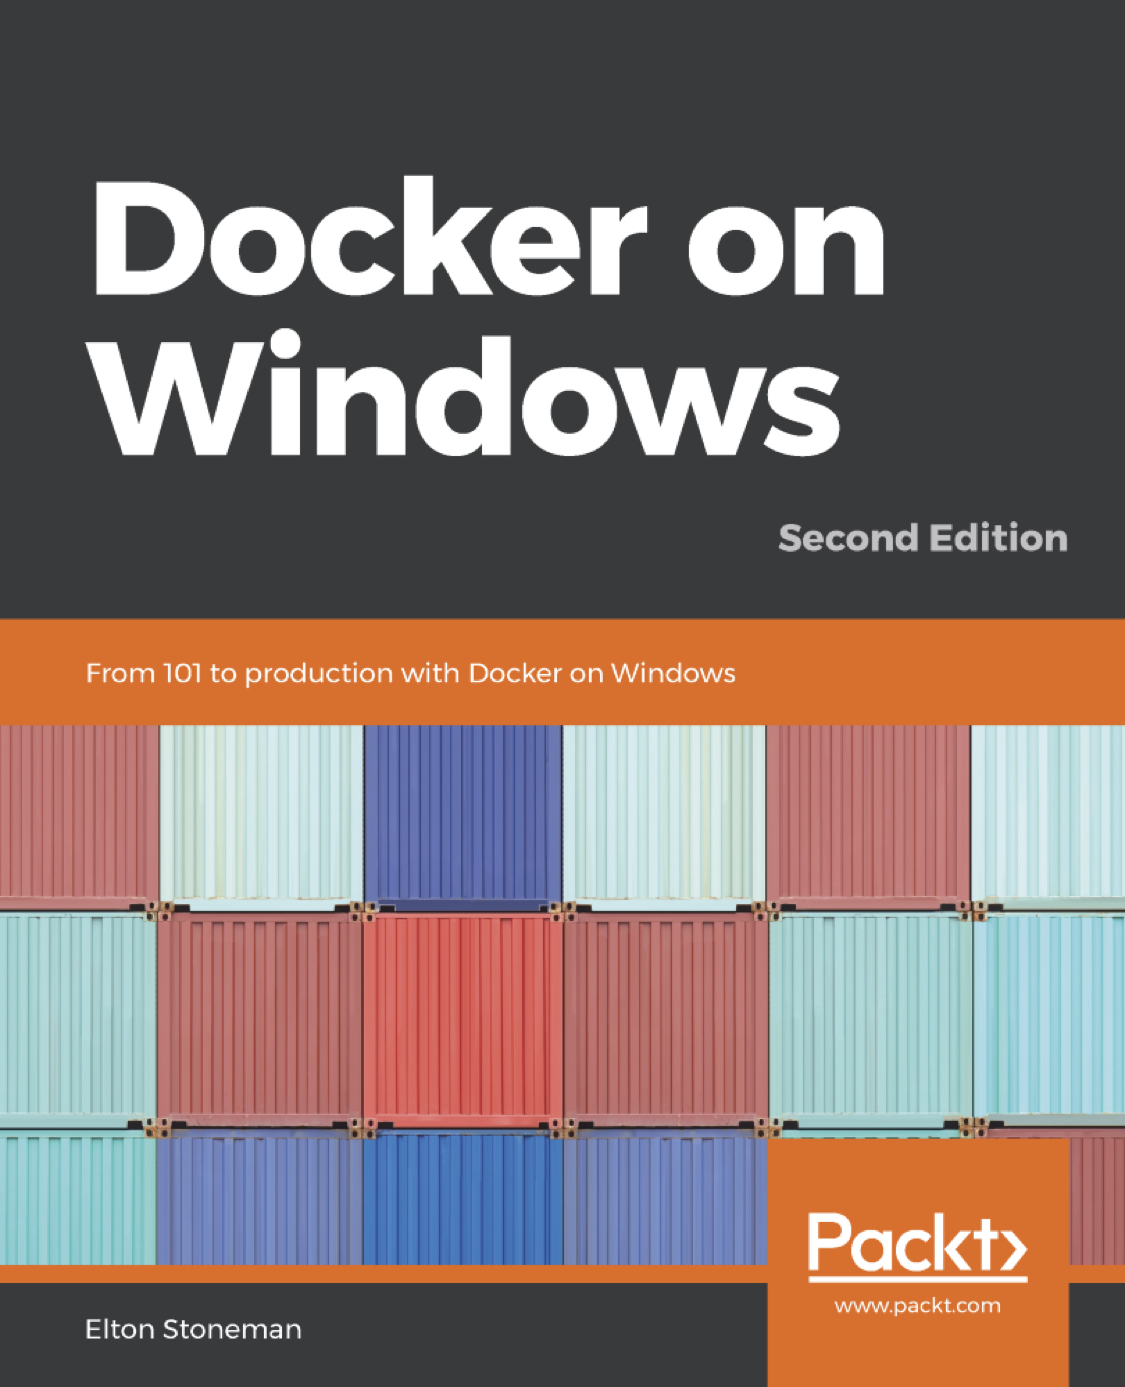 Docker on
Windows
Second Edition
From 101 to production with Docker on Windows
Packt>
www.packt.com
Elton Stoneman